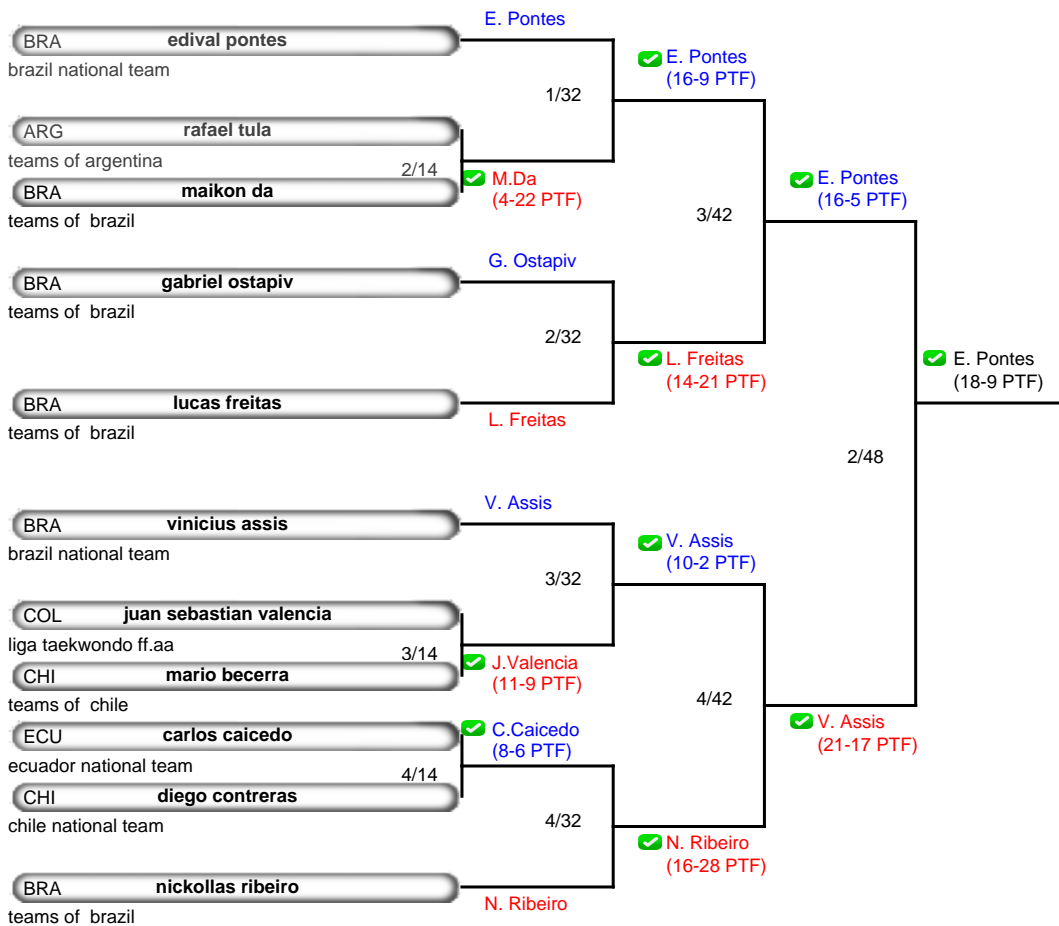 E. Pontes
BRA edival pontes
brazil national team
E. Pontes
(16-9 PTF)
1/32
ARG rafael tula
teams of argentina
2/14
M.Da
(4-22 PTF)
BRA maikon da
teams of  brazil
E. Pontes
(16-5 PTF)
3/42
G. Ostapiv
BRA gabriel ostapiv
teams of  brazil
2/32
L. Freitas
(14-21 PTF)
E. Pontes
(18-9 PTF)
BRA lucas freitas
L. Freitas
teams of  brazil
2/48
V. Assis
BRA vinicius assis
brazil national team
V. Assis
(10-2 PTF)
3/32
COL juan sebastian valencia
liga taekwondo ff.aa
3/14
J.Valencia
(11-9 PTF)
CHI mario becerra
teams of  chile
4/42
V. Assis
(21-17 PTF)
C.Caicedo
(8-6 PTF)
ECU carlos caicedo
ecuador national team
4/14
CHI diego contreras
chile national team
4/32
N. Ribeiro
(16-28 PTF)
BRA nickollas ribeiro
N. Ribeiro
teams of  brazil